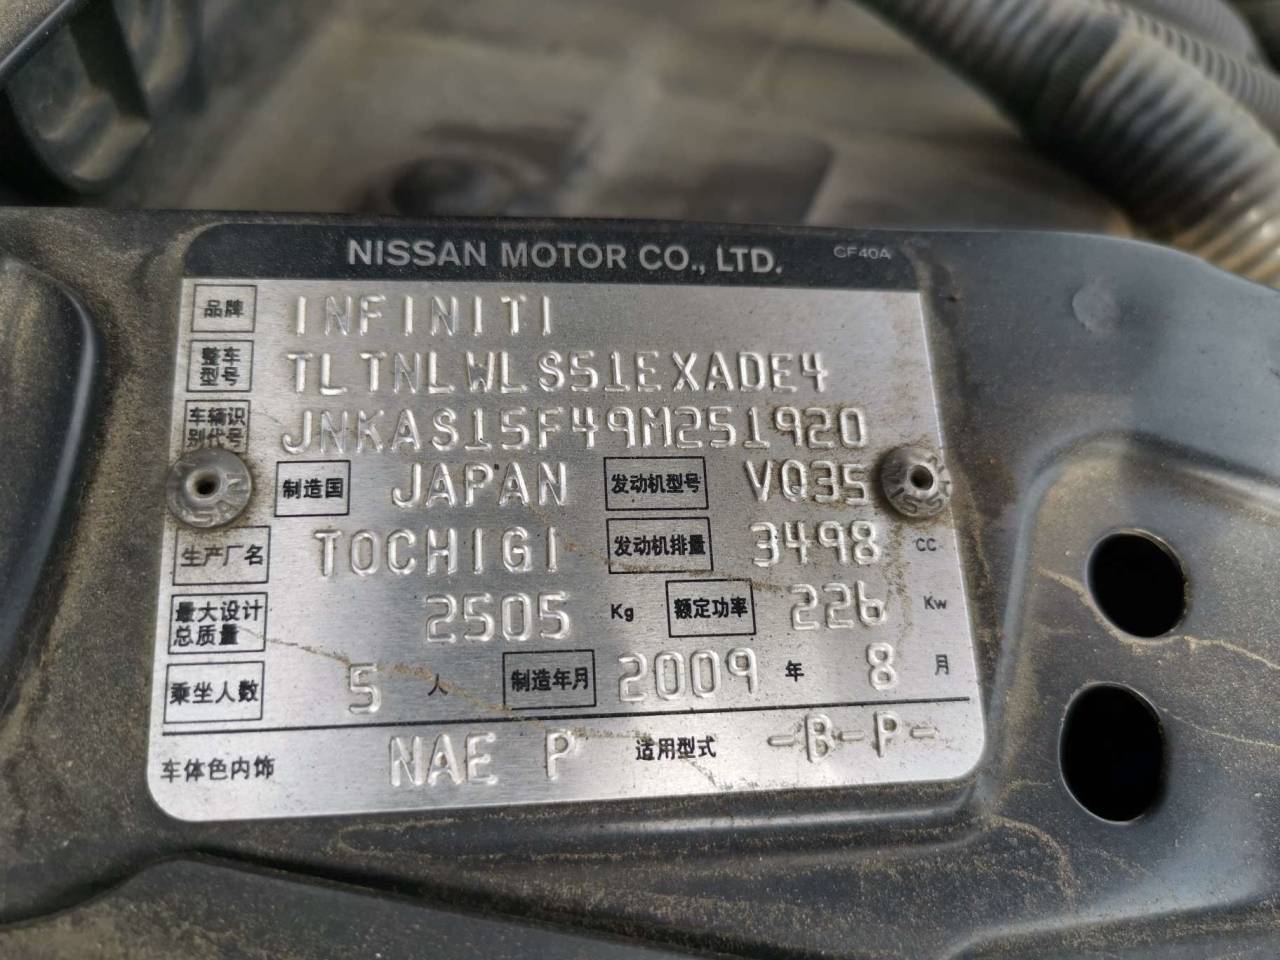 NISSAN MOTOR CO., LTD. CF40A
品牌 INFINITI
整车型号 TLTNLWLS51EXADE4
车辆识别代号 JNKAS15F49M251920
制造国 JAPAN 发动机型号 VQ35
生产厂名 TOCHIGI 发动机排量 3498 CC
最大设计总质量 2505 Kg 额定功率 226 Kw
乘坐人数 5 人 制造年月 2009 年 8 月
车体色内饰 NAE P 适用型式 -B-P-